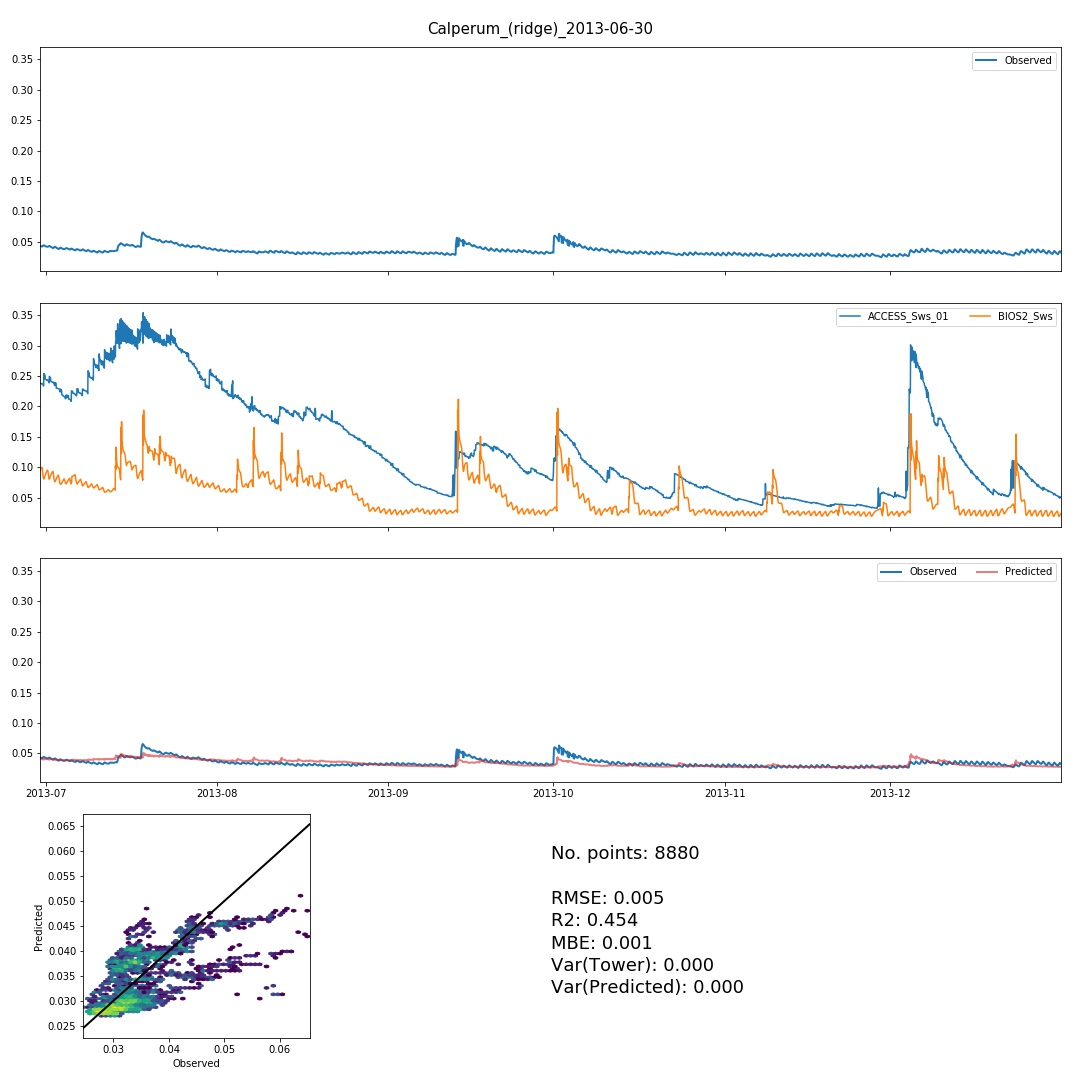 Calperum_(ridge)_2013-06-30
Observed
0.35
0.30
0.25
0.20
0.15
0.10
0.05
ACCESS_Sws_01 BIOS2_Sws
0.35
0.30
0.25
0.20
0.15
0.10
0.05
Observed Predicted
0.35
0.30
0.25
0.20
0.15
0.10
0.05
2013-07 2013-08 2013-09 2013-10 2013-11 2013-12
0.065
0.060
0.055
0.050
0.045
0.040
0.035
0.030
0.025
Predicted
0.03 0.04 0.05 0.06
Observed
No. points: 8880
RMSE: 0.005
R2: 0.454
MBE: 0.001
Var(Tower): 0.000
Var(Predicted): 0.000